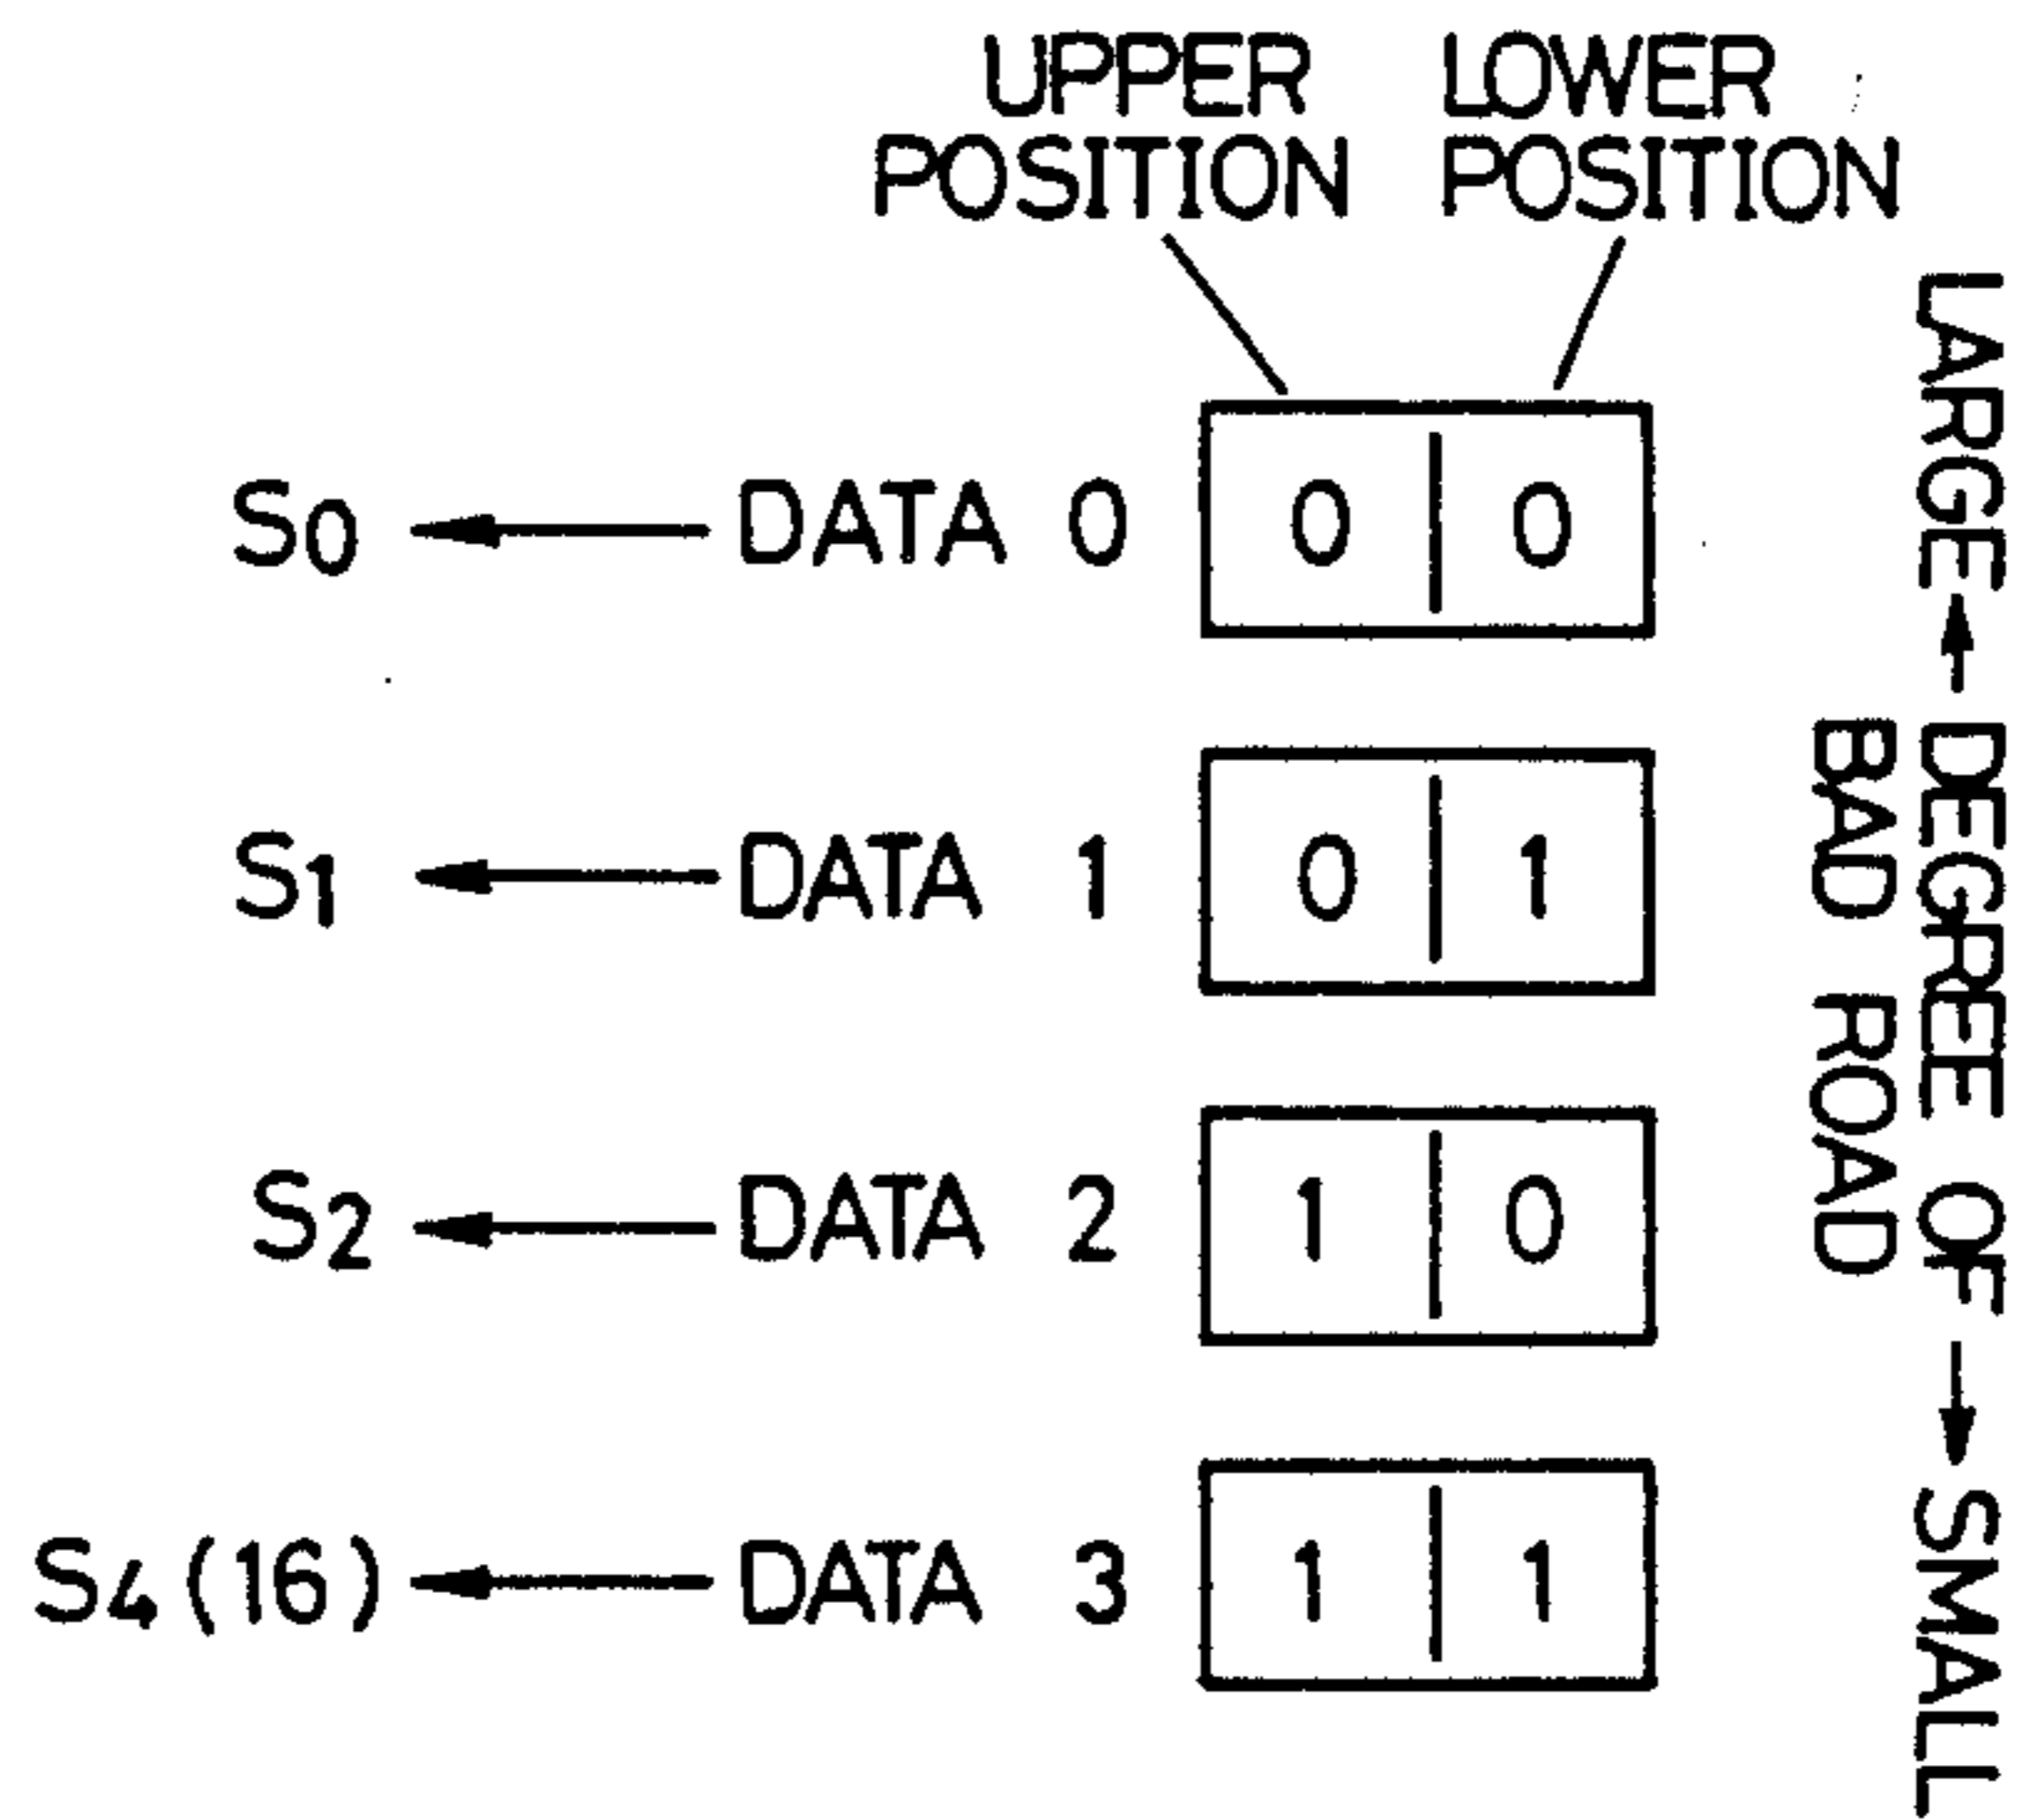 UPPER POSITION
LOWER POSITION
S0 ← DATA 0 0 | 0
S1 ← DATA 1 0 | 1
S2 ← DATA 2 1 | 0
S4 (16) ← DATA 3 1 | 1
LARGE ← DEGREE OF → SMALL
BAD ROAD